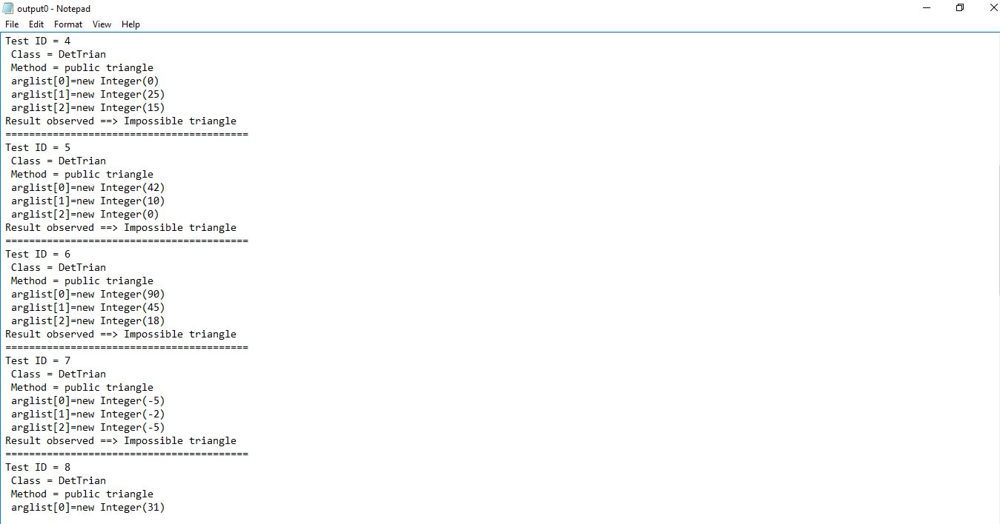 output0 - Notepad
File Edit Format View Help
Test ID = 4
 Class = DetTrian
 Method = public triangle
 arglist[0]=new Integer(0)
 arglist[1]=new Integer(25)
 arglist[2]=new Integer(15)
Result observed ==> Impossible triangle
=========================================
Test ID = 5
 Class = DetTrian
 Method = public triangle
 arglist[0]=new Integer(42)
 arglist[1]=new Integer(10)
 arglist[2]=new Integer(0)
Result observed ==> Impossible triangle
=========================================
Test ID = 6
 Class = DetTrian
 Method = public triangle
 arglist[0]=new Integer(90)
 arglist[1]=new Integer(45)
 arglist[2]=new Integer(18)
Result observed ==> Impossible triangle
=========================================
Test ID = 7
 Class = DetTrian
 Method = public triangle
 arglist[0]=new Integer(-5)
 arglist[1]=new Integer(-2)
 arglist[2]=new Integer(-5)
Result observed ==> Impossible triangle
=========================================
Test ID = 8
 Class = DetTrian
 Method = public triangle
 arglist[0]=new Integer(31)